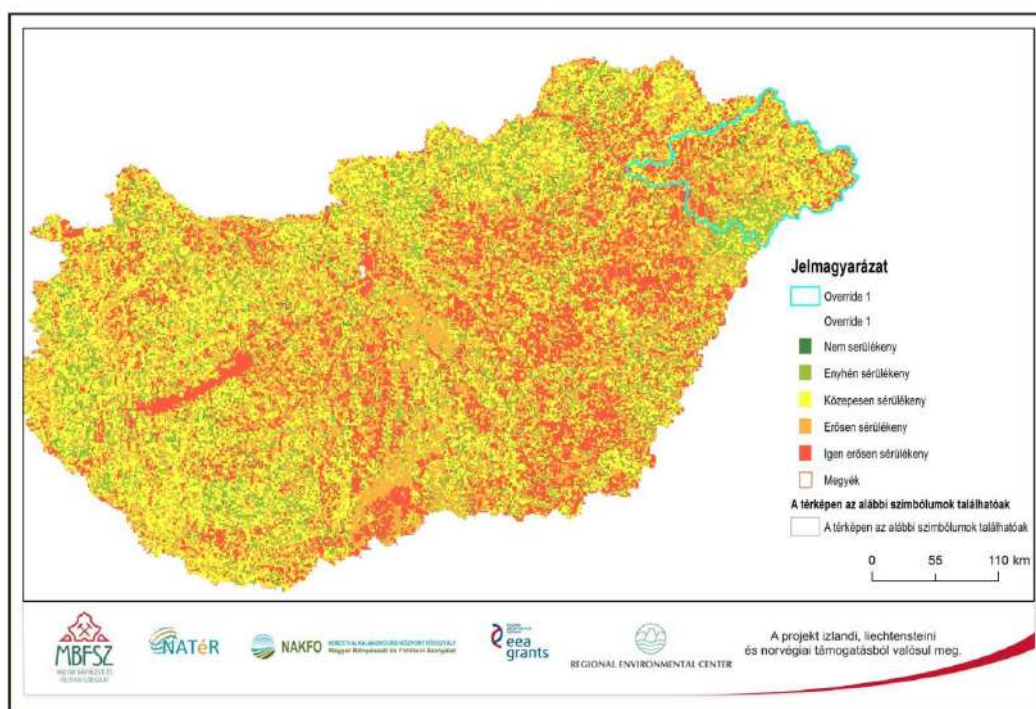 Jelmagyarázat
Override 1
Override 1
Nem serülékeny
Enyhén sérülékeny
Közepesen sérülékeny
Erősen sérülékeny
Igen erősen sérülékeny
Megyék
A térképen az alábbi szimbólumok találhatóak
A térképen az alábbi szimbólumok találhatóak
0 55 110 km
MBFSZ
NATéR
NAKFO
Magyar Bányászati és Földtani Szolgálat
eea
grants
REGIONAL ENVIRONMENTAL CENTER
A projekt izlandi, liechtensteini
és norvégiai támogatásból valósul meg.